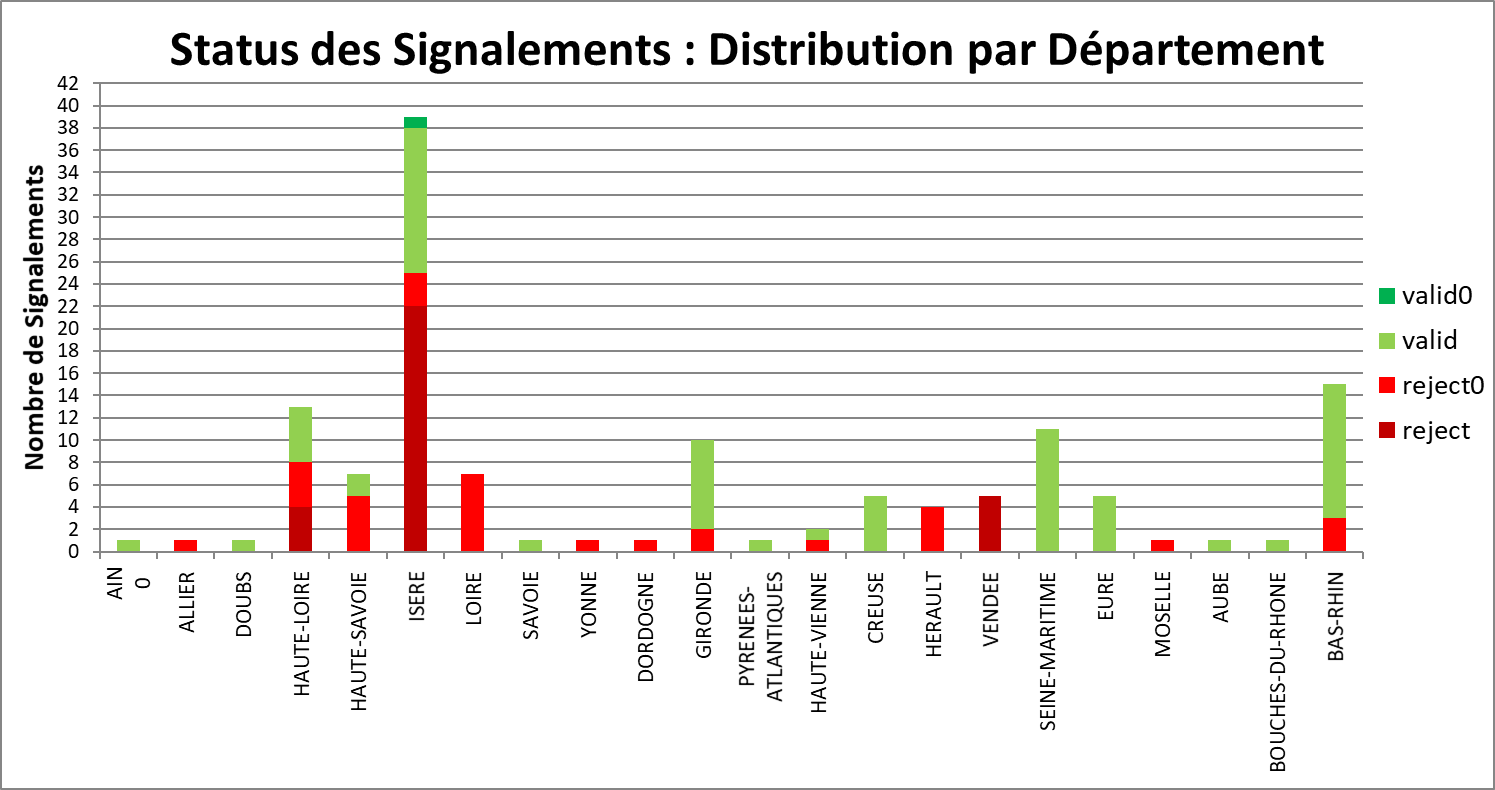 Status des Signalements : Distribution par Département
Nombre de Signalements
42
40
38
36
34
32
30
28
26
24
22
20
18
16
14
12
10
8
6
4
2
0
AIN
0
ALLIER
DOUBS
HAUTE-LOIRE
HAUTE-SAVOIE
ISERE
LOIRE
SAVOIE
YONNE
DORDOGNE
GIRONDE
PYRENEES-
ATLANTIQUES
HAUTE-VIENNE
CREUSE
HERAULT
VENDEE
SEINE-MARITIME
EURE
MOSELLE
AUBE
BOUCHES-DU-RHONE
BAS-RHIN
valid0
valid
reject0
reject